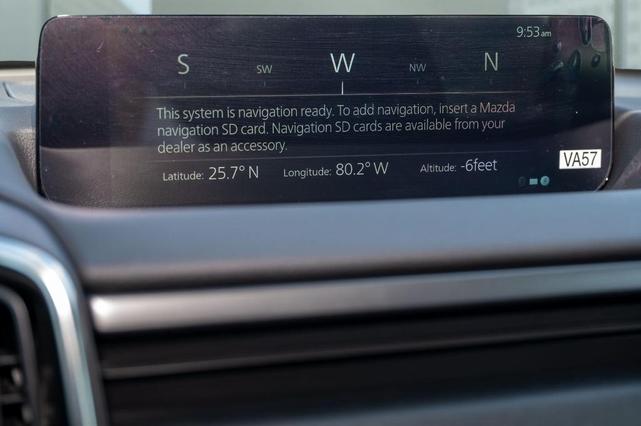 9:53am
S SW W NW N
This system is navigation ready. To add navigation, insert a Mazda
navigation SD card. Navigation SD cards are available from your
dealer as an accessory.
Latitude: 25.7° N Longitude: 80.2° W Altitude: -6feet
VA57